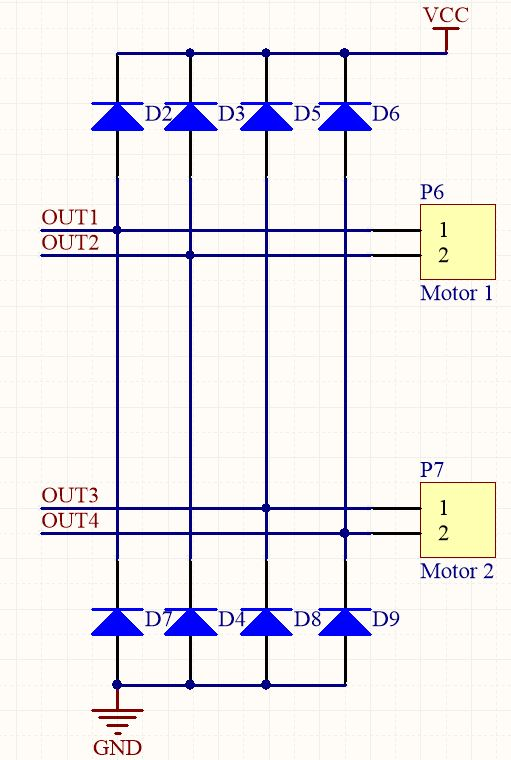 VCC
D2 D3 D5 D6
P6
OUT1 1
OUT2 2
Motor 1
P7
OUT3 1
OUT4 2
Motor 2
D7 D4 D8 D9
GND